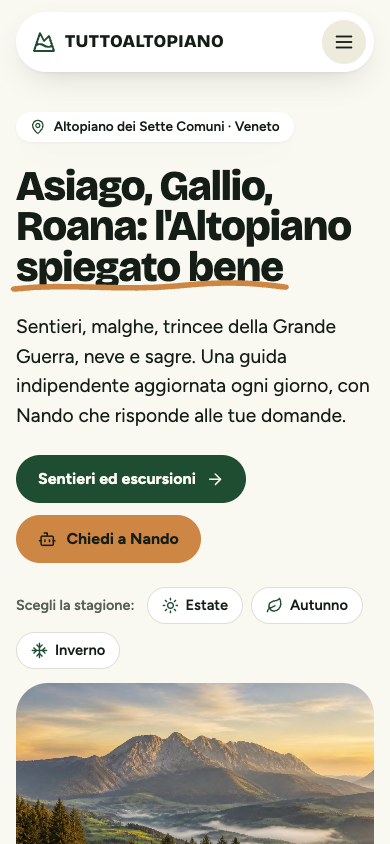 TUTTOALTOPIANO
Altopiano dei Sette Comuni · Veneto
Asiago, Gallio,
Roana: l'Altopiano
spiegato bene
Sentieri, malghe, trincee della Grande
Guerra, neve e sagre. Una guida
indipendente aggiornata ogni giorno, con
Nando che risponde alle tue domande.
Sentieri ed escursioni
Chiedi a Nando
Scegli la stagione: Estate Autunno
Inverno